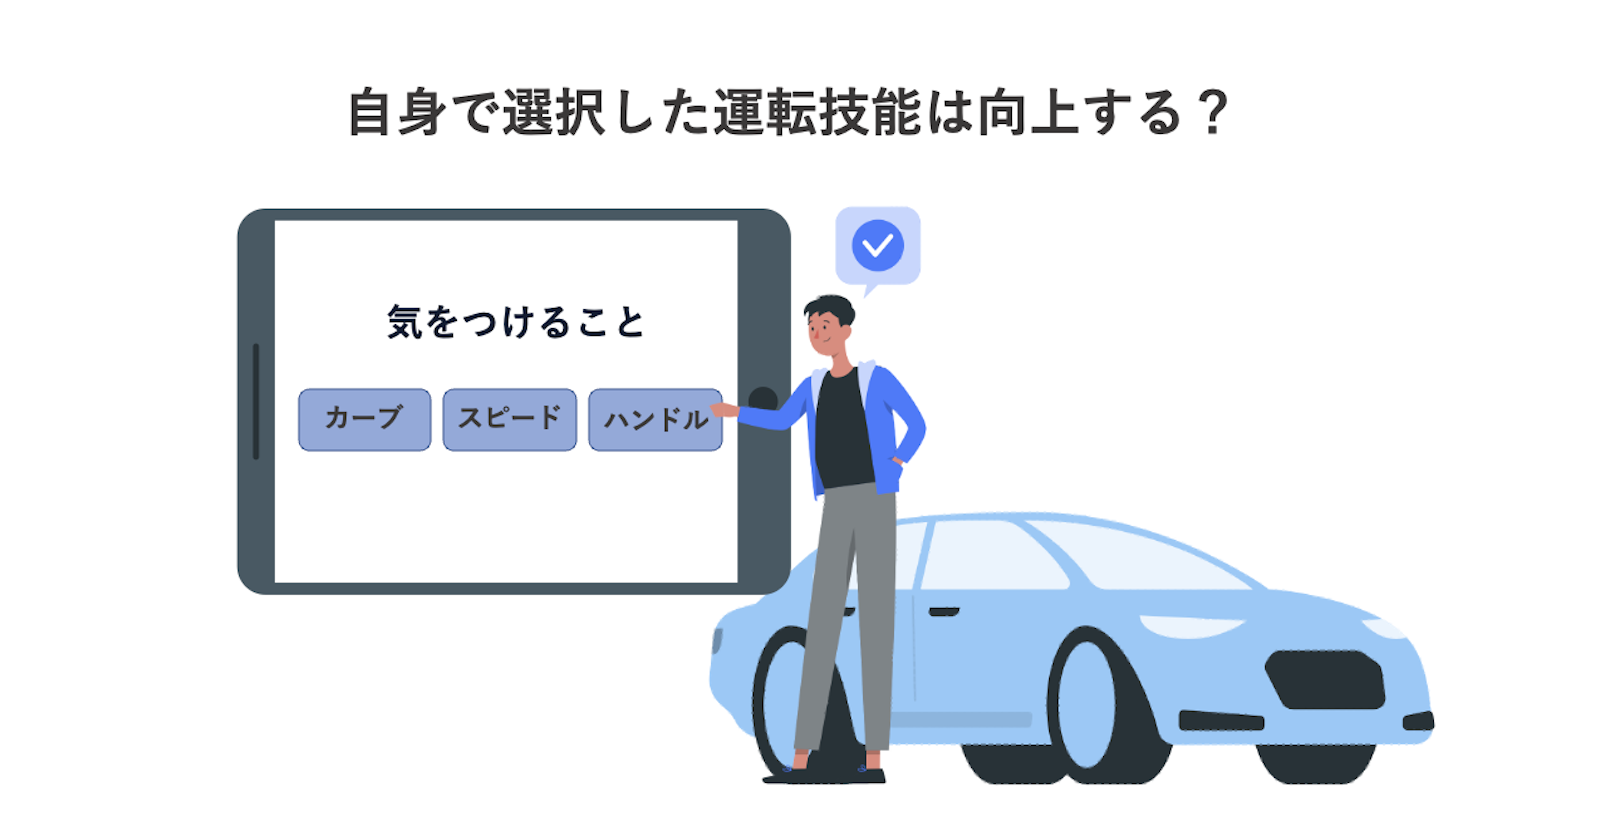 自身で選択した運転技能は向上する？
気をつけること
カーブ
スピード
ハンドル